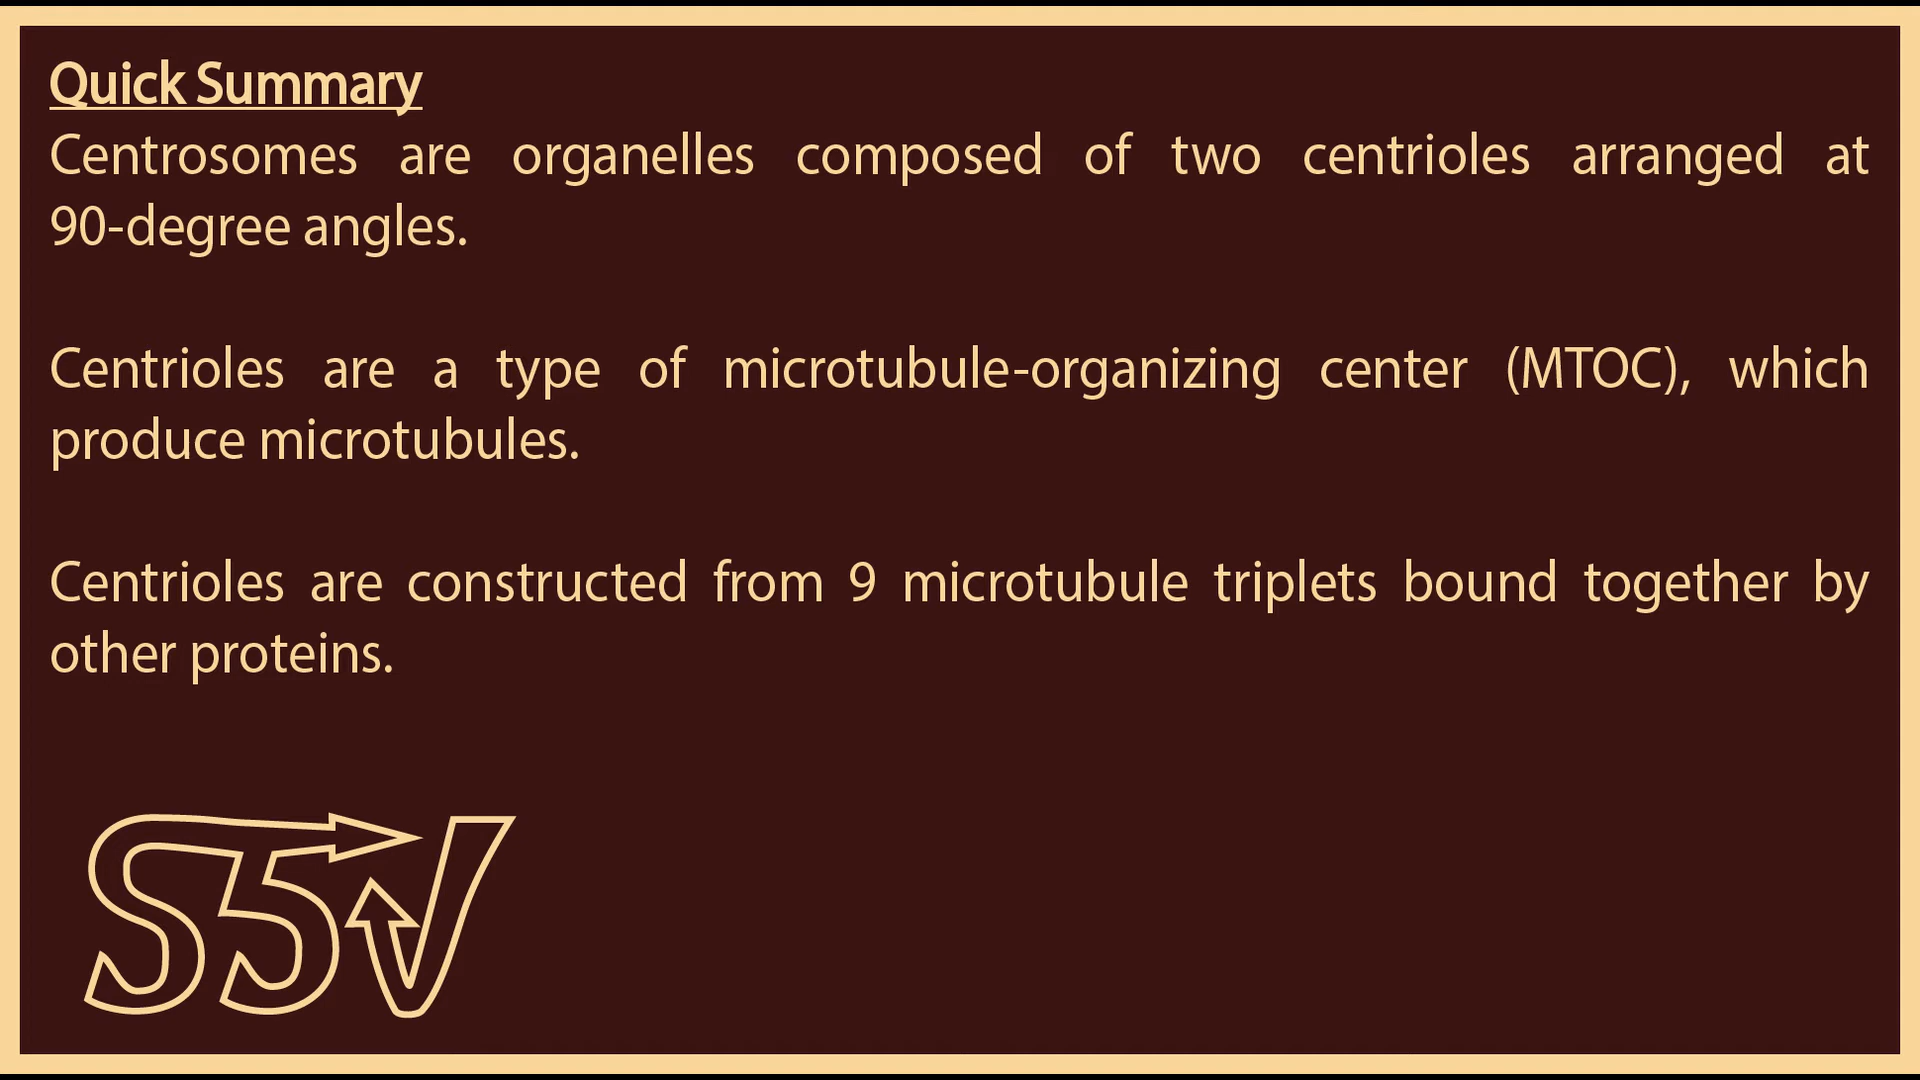 Quick Summary
Centrosomes are organelles composed of two centrioles arranged at
90-degree angles.
Centrioles are a type of microtubule-organizing center (MTOC), which
produce microtubules.
Centrioles are constructed from 9 microtubule triplets bound together by
other proteins.
S5V